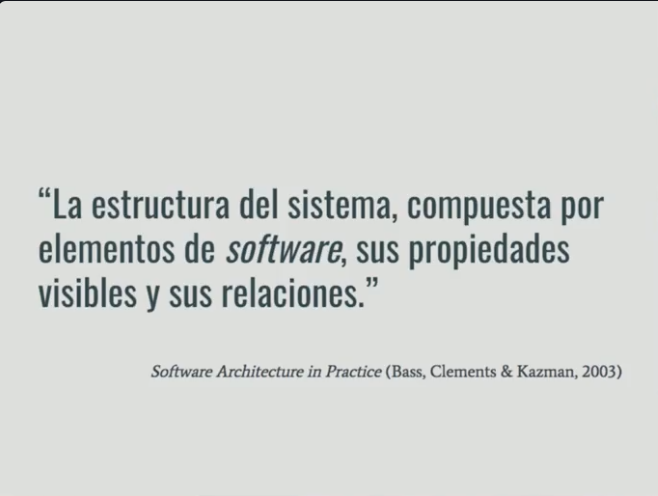 “La estructura del sistema, compuesta por
elementos de software, sus propiedades
visibles y sus relaciones.”
Software Architecture in Practice (Bass, Clements & Kazman, 2003)